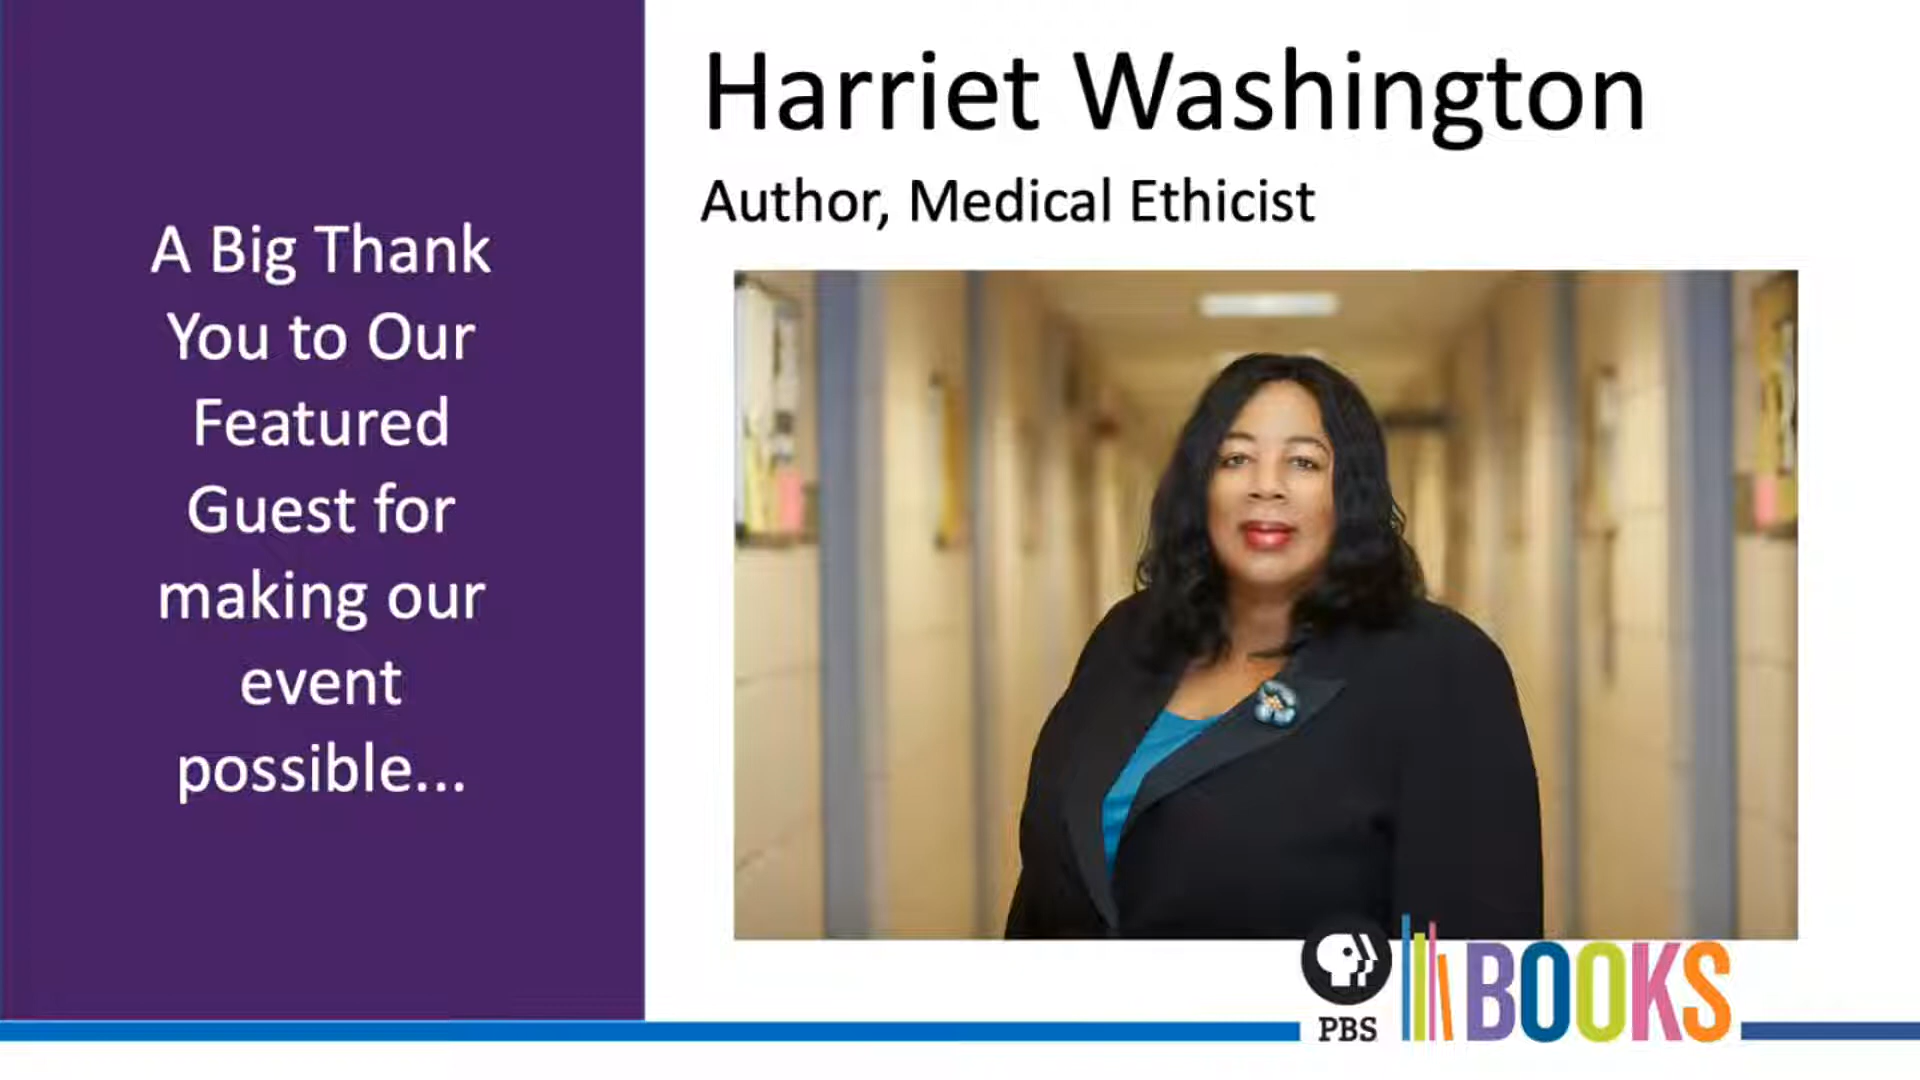 A Big Thank
You to Our
Featured
Guest for
making our
event
possible...
Harriet Washington
Author, Medical Ethicist
PBS
BOOKS